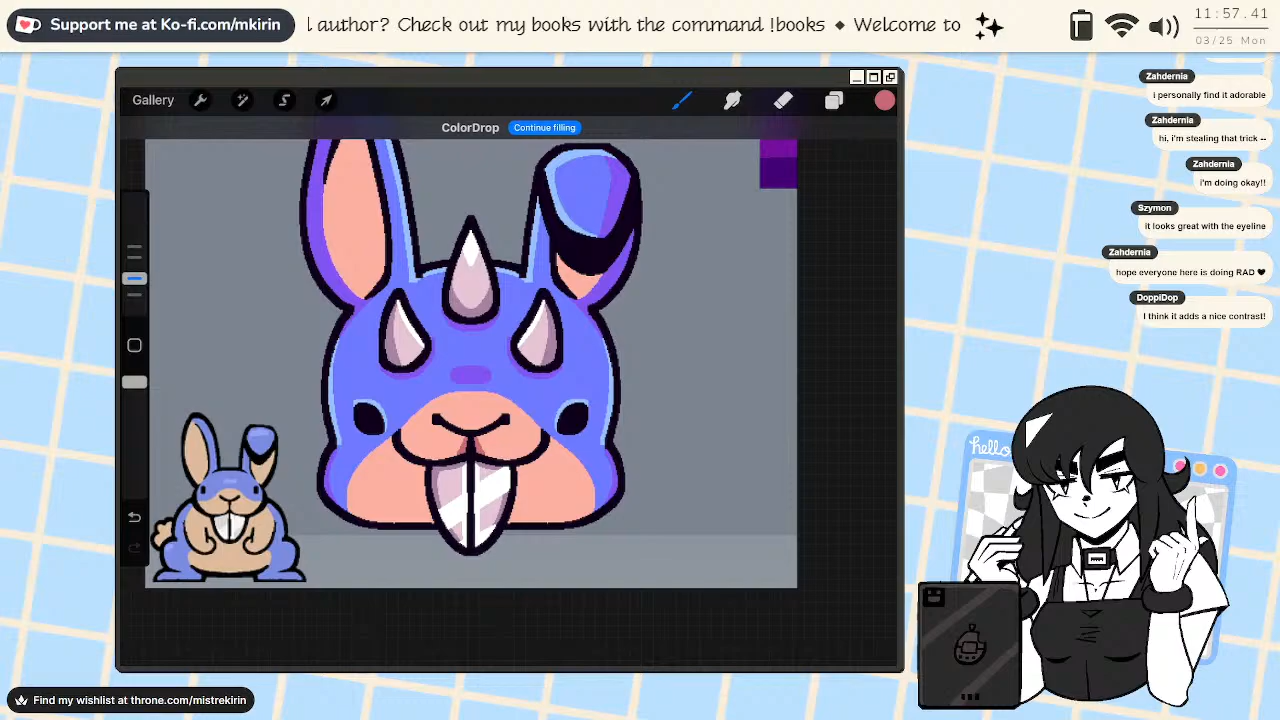 Support me at Ko-fi.com/mkirin
author? Check out my books with the command !books ◆ Welcome to
11:57.41
03/25 Mon
Gallery
ColorDrop
Continue filling
Zahdernia
i personally find it adorable
Zahdernia
hi, i'm stealing that trick --
Zahdernia
i'm doing okay!!
Szymon
it looks great with the eyeline
Zahdernia
hope everyone here is doing RAD ♥
DoppiDop
I think it adds a nice contrast!
hello
Find my wishlist at throne.com/mistrekirin